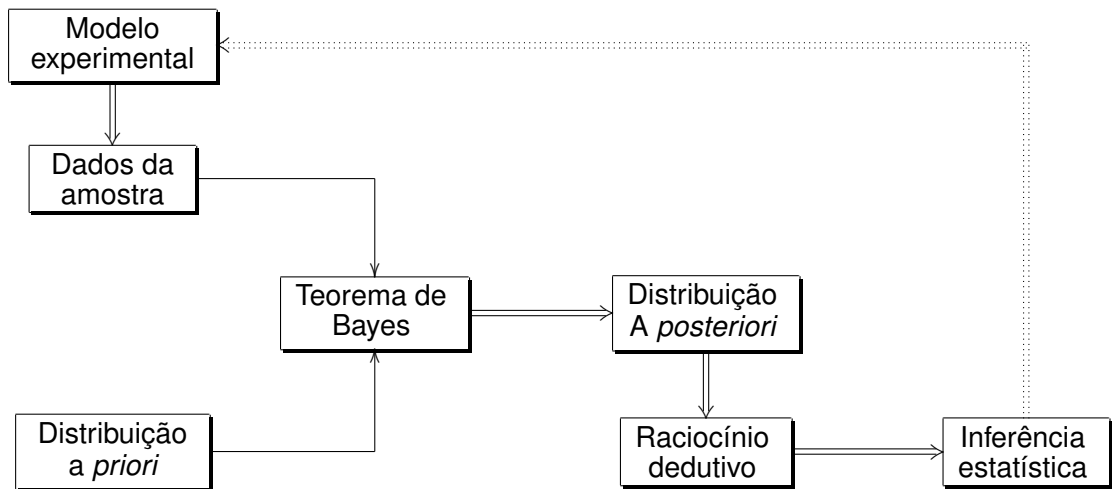 Modelo
experimental
Dados da
amostra
Teorema de
Bayes
Distribuição
A posteriori
Distribuição
a priori
Raciocínio
dedutivo
Inferência
estatística